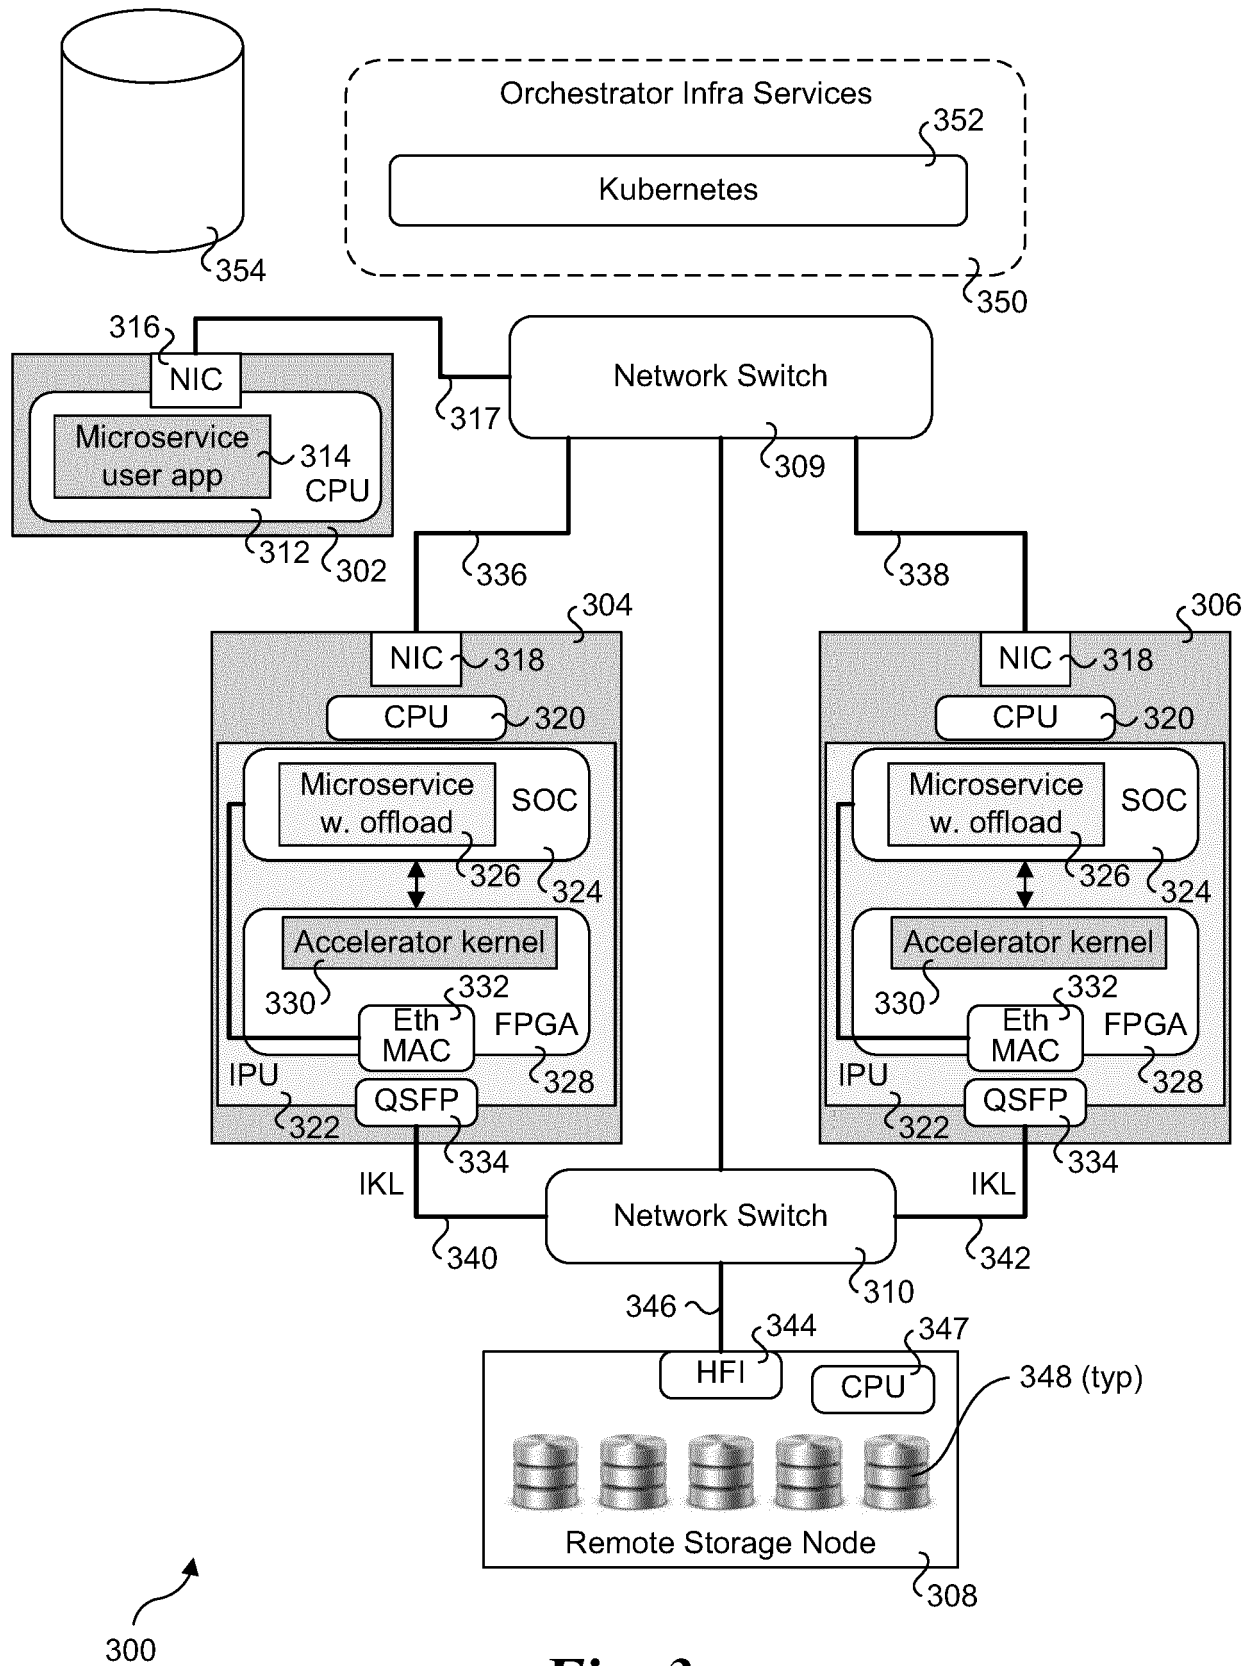 Orchestrator Infra Services
352
Kubernetes
354
350
316
NIC
Network Switch
317
Microservice
user app
314
CPU
309
312
302
336
338
304
306
NIC
318
NIC
318
CPU
320
CPU
320
Microservice
w. offload
SOC
Microservice
w. offload
SOC
326
324
326
324
Accelerator kernel
Accelerator kernel
330
332
330
332
Eth
MAC
FPGA
Eth
MAC
FPGA
IPU
328
IPU
328
QSFP
QSFP
322
334
322
334
IKL
IKL
Network Switch
340
342
310
346
344
347
HFI
CPU
348 (typ)
Remote Storage Node
308
300